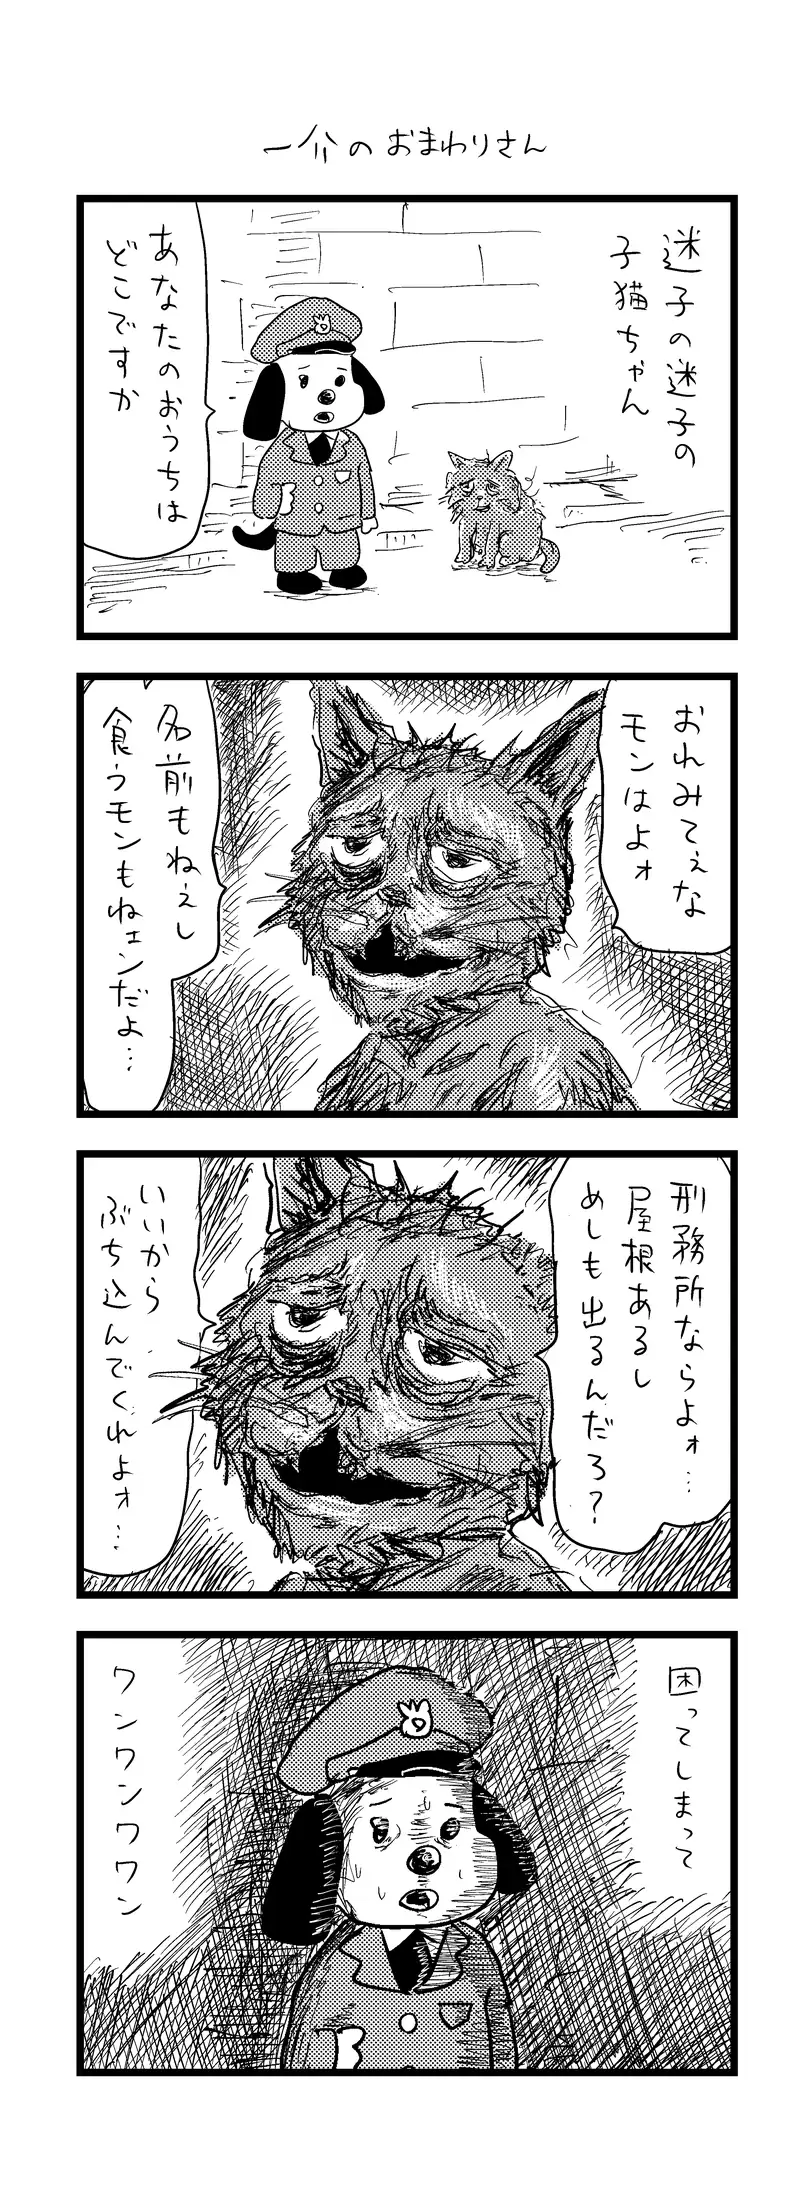 一介のおまわりさん
迷子の迷子の
子猫ちゃん
あなたのおうちは
どこですか
おれみてぇな
モンはよォ
名前もねぇし
食うモンもねェンだよ…
刑務所ならよォ…
屋根あるし
めしも出るんだろ?
いいから
ぶち込んでくれよォ…
困ってしまって
ワンワンワワン